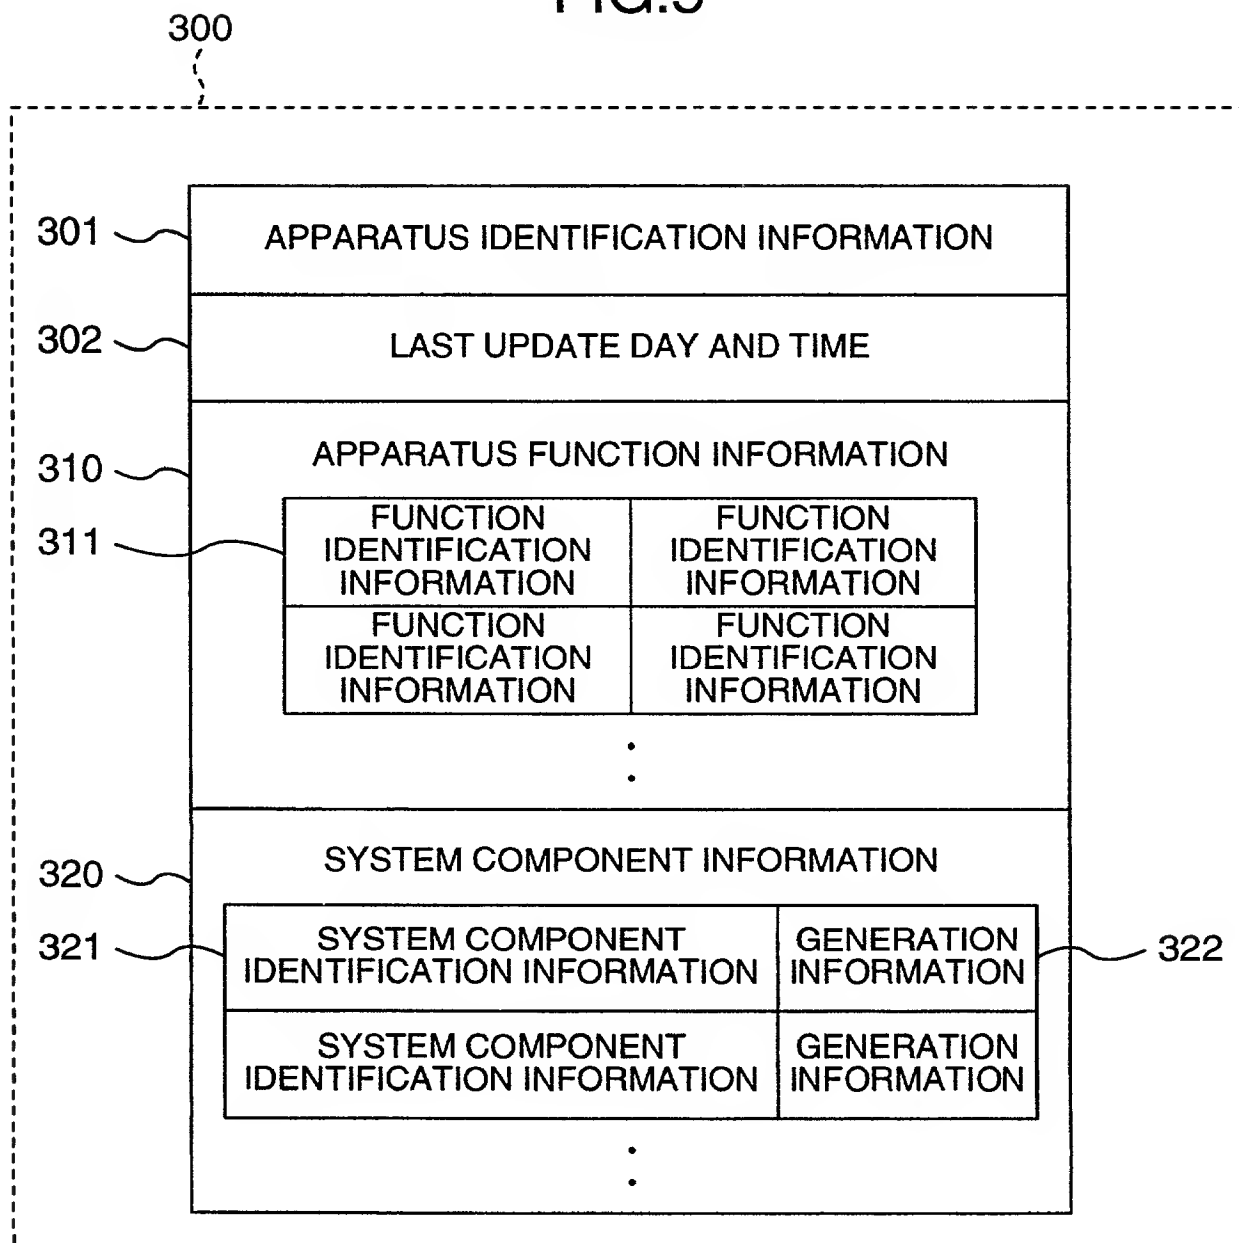 300
301
APPARATUS IDENTIFICATION INFORMATION
302
LAST UPDATE DAY AND TIME
310
APPARATUS FUNCTION INFORMATION
311
FUNCTION
IDENTIFICATION
INFORMATION
FUNCTION
IDENTIFICATION
INFORMATION
FUNCTION
IDENTIFICATION
INFORMATION
FUNCTION
IDENTIFICATION
INFORMATION
320
SYSTEM COMPONENT INFORMATION
321
SYSTEM COMPONENT
IDENTIFICATION INFORMATION
GENERATION
INFORMATION
322
SYSTEM COMPONENT
IDENTIFICATION INFORMATION
GENERATION
INFORMATION